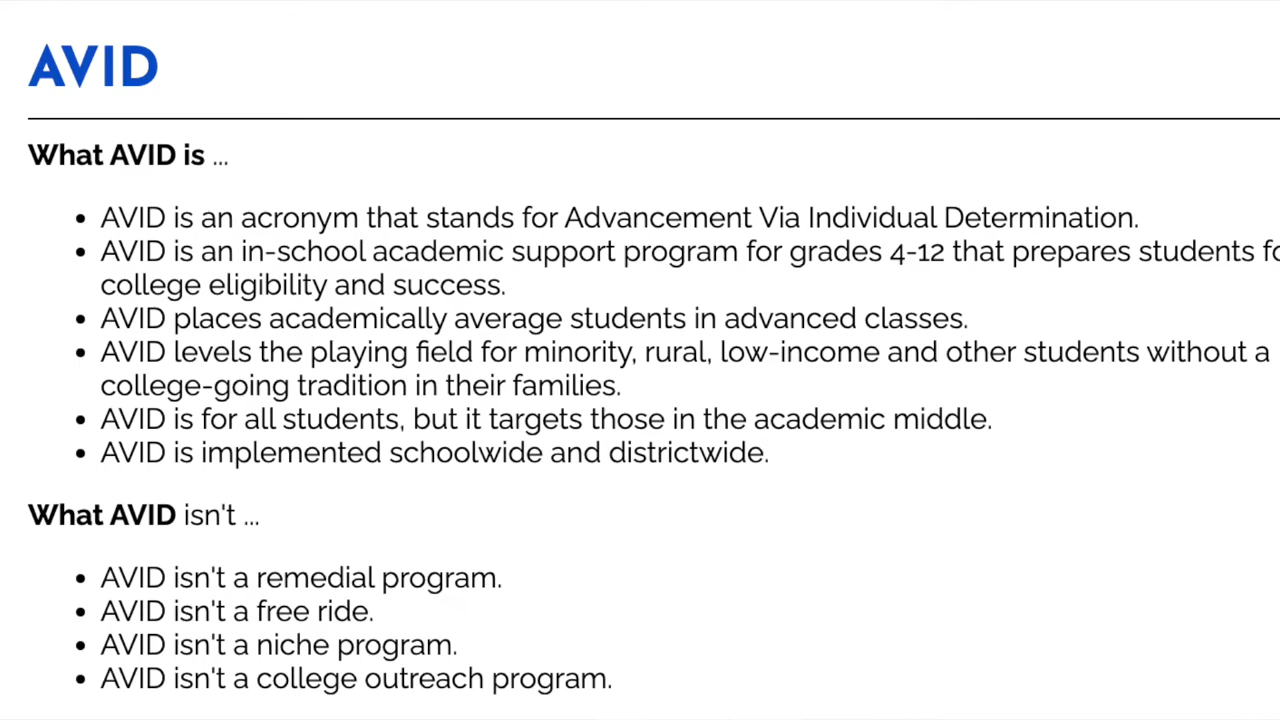 AVID
What AVID is ...
AVID is an acronym that stands for Advancement Via Individual Determination.
AVID is an in-school academic support program for grades 4-12 that prepares students
college eligibility and success.
AVID places academically average students in advanced classes.
AVID levels the playing field for minority, rural, low-income and other students without a
college-going tradition in their families.
AVID is for all students, but it targets those in the academic middle.
AVID is implemented schoolwide and districtwide.
What AVID isn't ...
AVID isn't a remedial program.
AVID isn't a free ride.
AVID isn't a niche program.
AVID isn't a college outreach program.